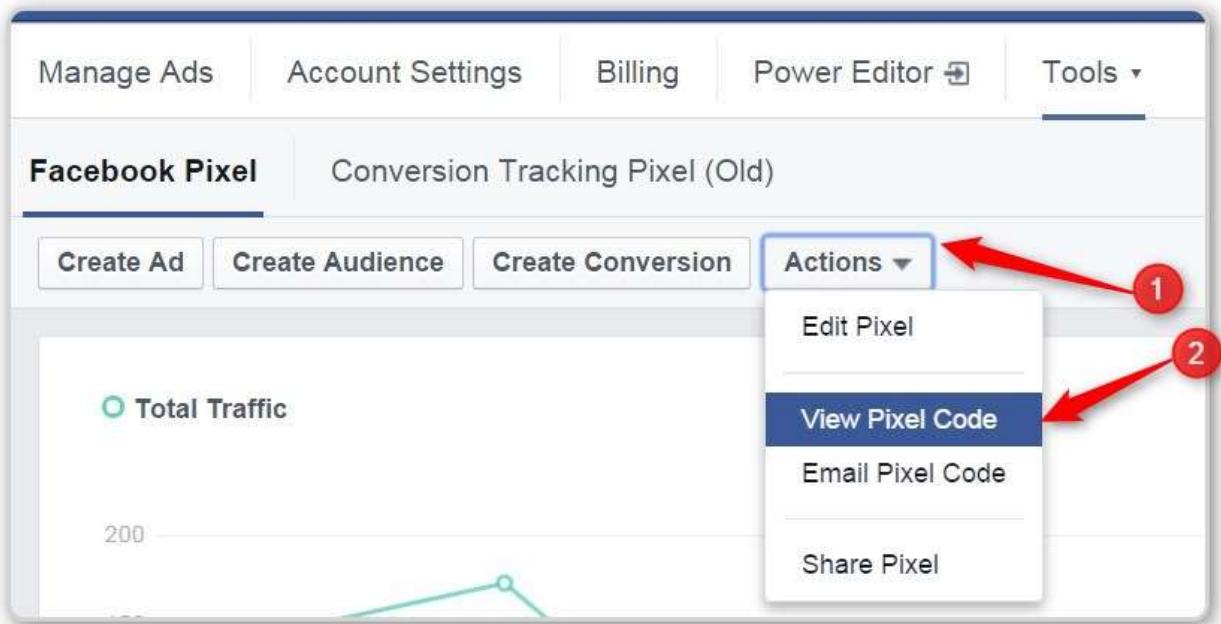 Manage Ads Account Settings Billing Power Editor Tools
Facebook Pixel Conversion Tracking Pixel (Old)
Create Ad Create Audience Create Conversion Actions
1
Edit Pixel
2
View Pixel Code
Total Traffic
Email Pixel Code
200
Share Pixel